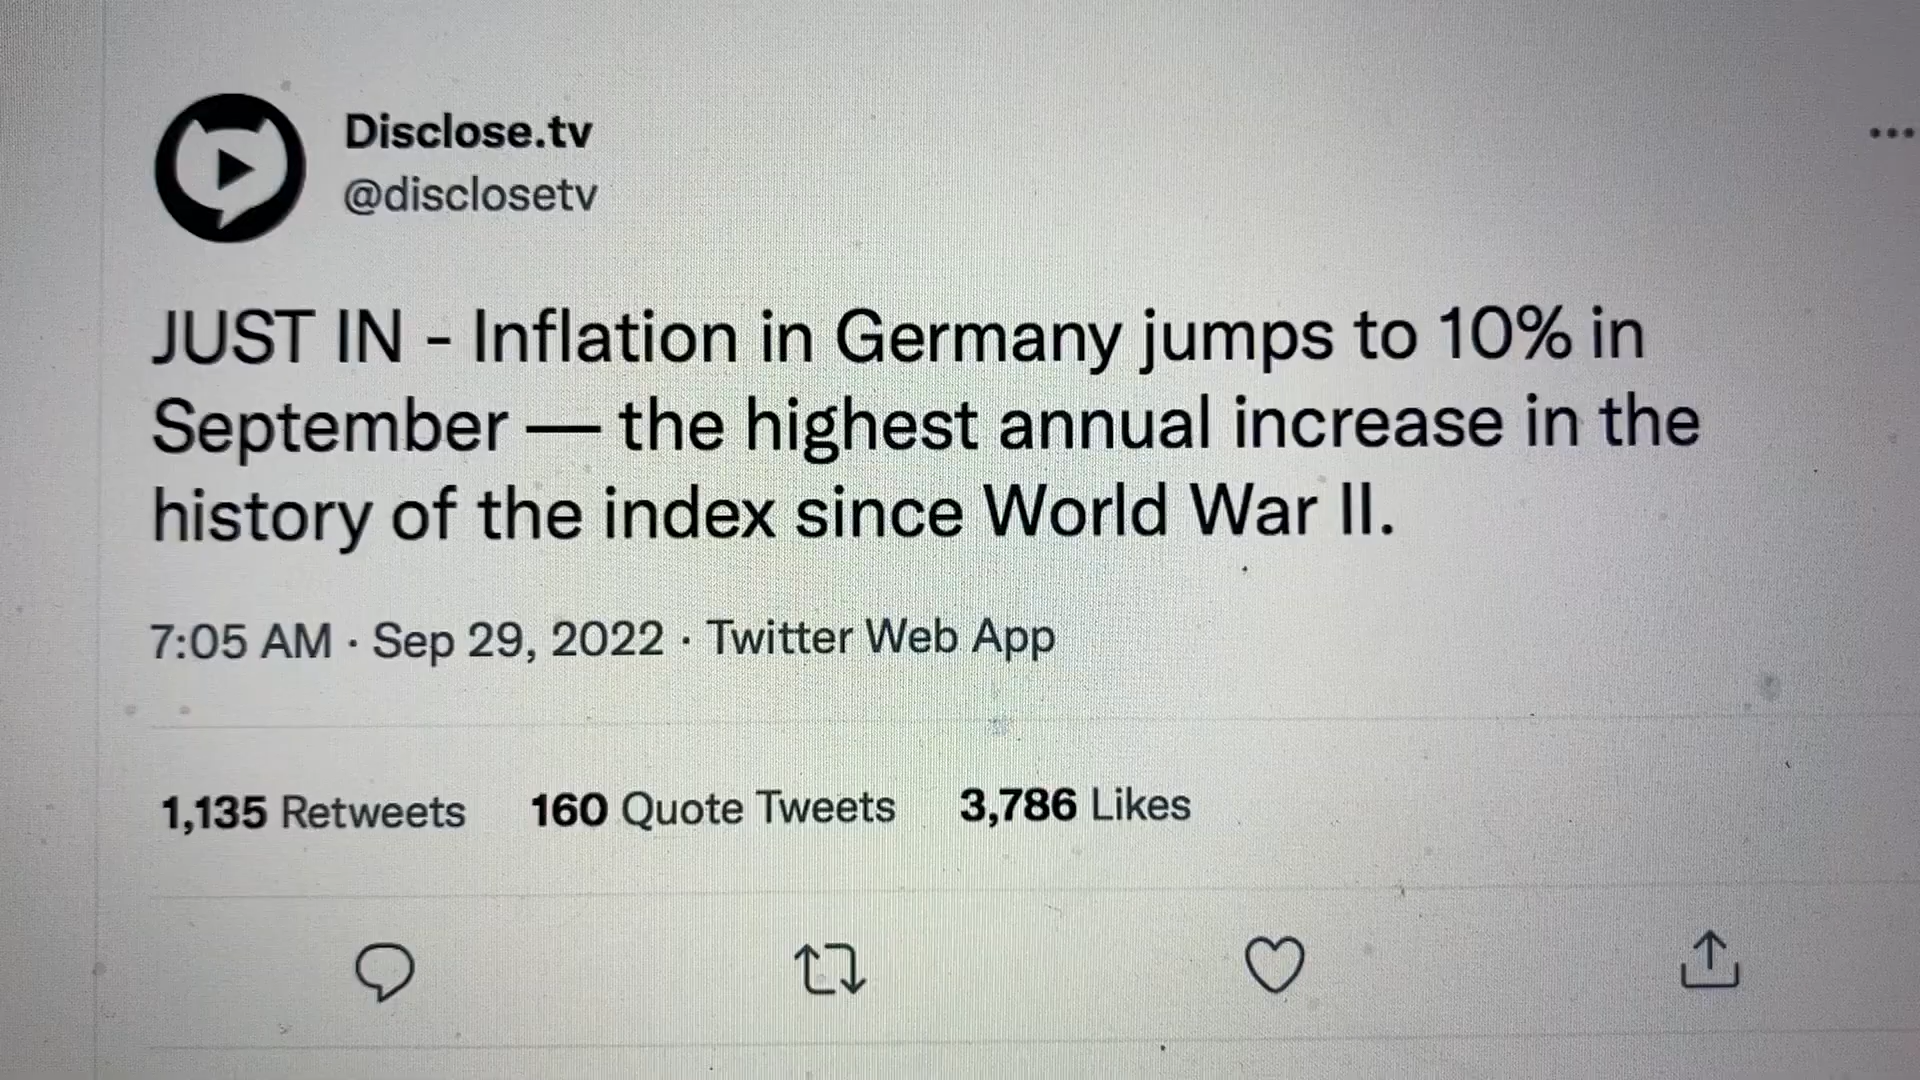 Disclose.tv
@disclosetv
JUST IN - Inflation in Germany jumps to 10% in
September — the highest annual increase in the
history of the index since World War II.
7:05 AM · Sep 29, 2022 · Twitter Web App
1,135 Retweets 160 Quote Tweets 3,786 Likes